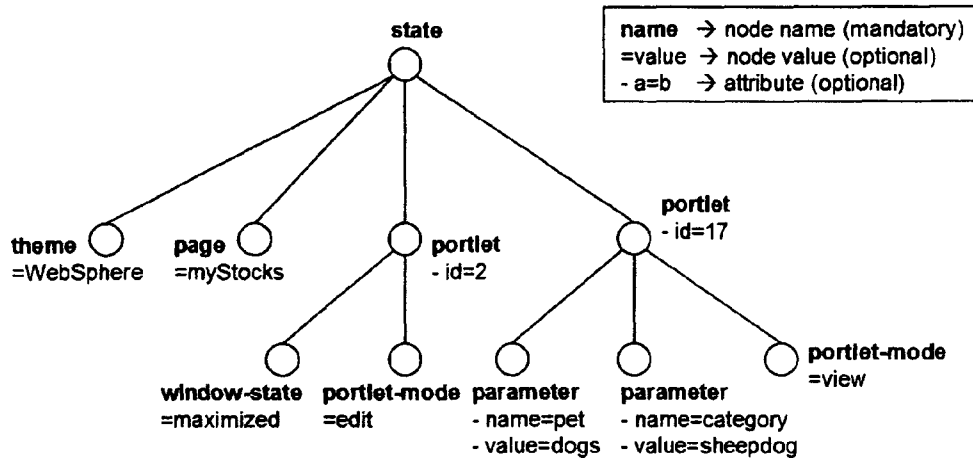 state
name → node name (mandatory)
=value → node value (optional)
- a=b → attribute (optional)
theme
=WebSphere
page
=myStocks
portlet
- id=2
portlet
- id=17
window-state
=maximized
portlet-mode
=edit
parameter
- name=pet
- value=dogs
parameter
- name=category
- value=sheepdog
portlet-mode
=view